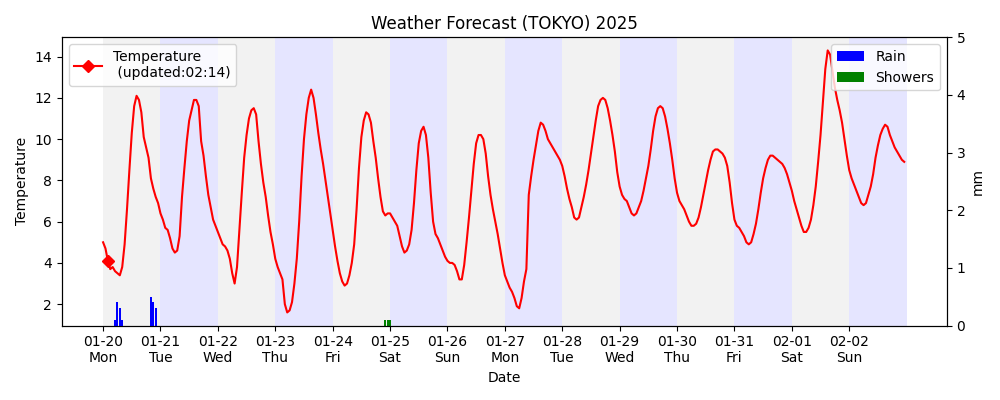 Weather Forecast (TOKYO) 2025
Temperature
(updated:02:14)
Rain
Showers
Temperature
14
12
10
8
6
4
2
5
4
3
2
1
0
mm
01-20 01-21 01-22 01-23 01-24 01-25 01-26 01-27 01-28 01-29 01-30 01-31 02-01 02-02
Mon Tue Wed Thu Fri Sat Sun Mon Tue Wed Thu Fri Sat Sun
Date